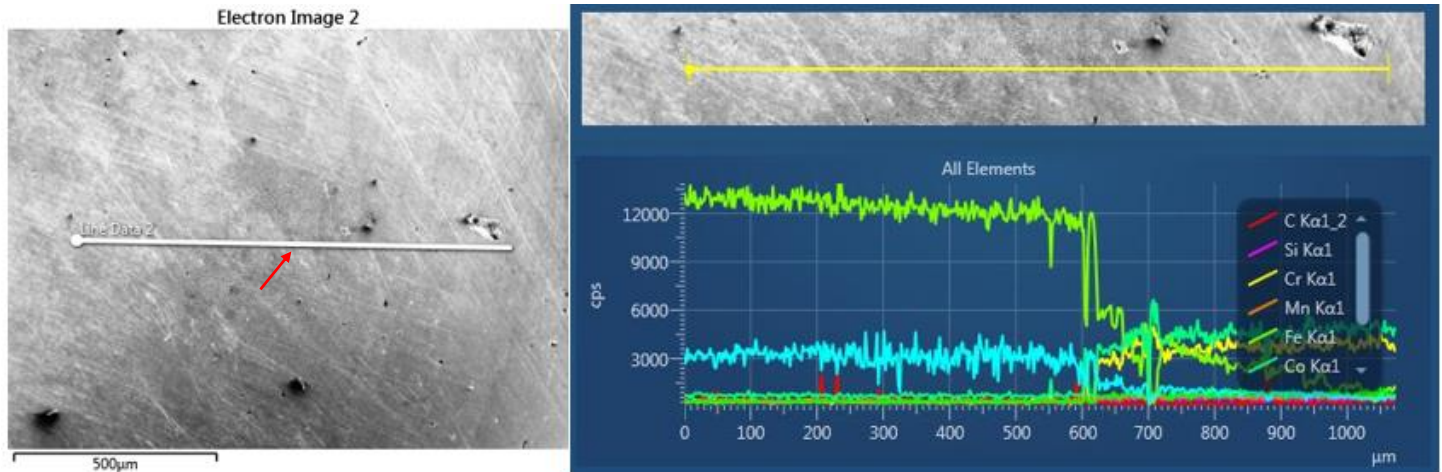 Electron Image 2
Line Data 2
500µm
All Elements
12000
9000
6000
3000
cps
0 100 200 300 400 500 600 700 800 900 1000
µm
C Kα1_2
Si Kα1
Cr Kα1
Mn Kα1
Fe Kα1
Co Kα1